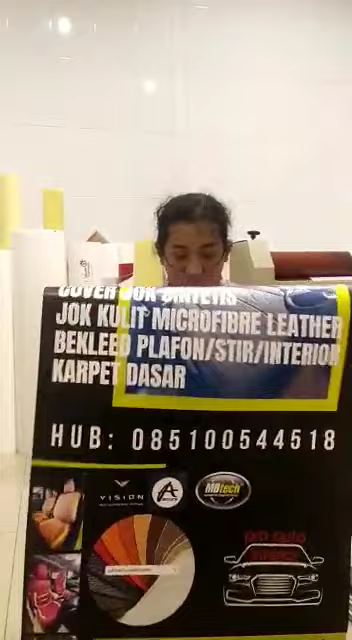 COVER JOK SINTETIS
JOK KULIT MICROFIBRE LEATHER
BEKLEED PLAFON/STIR/INTERIOR
KARPET DASAR
HUB: 085100544518
VISION
MBtech